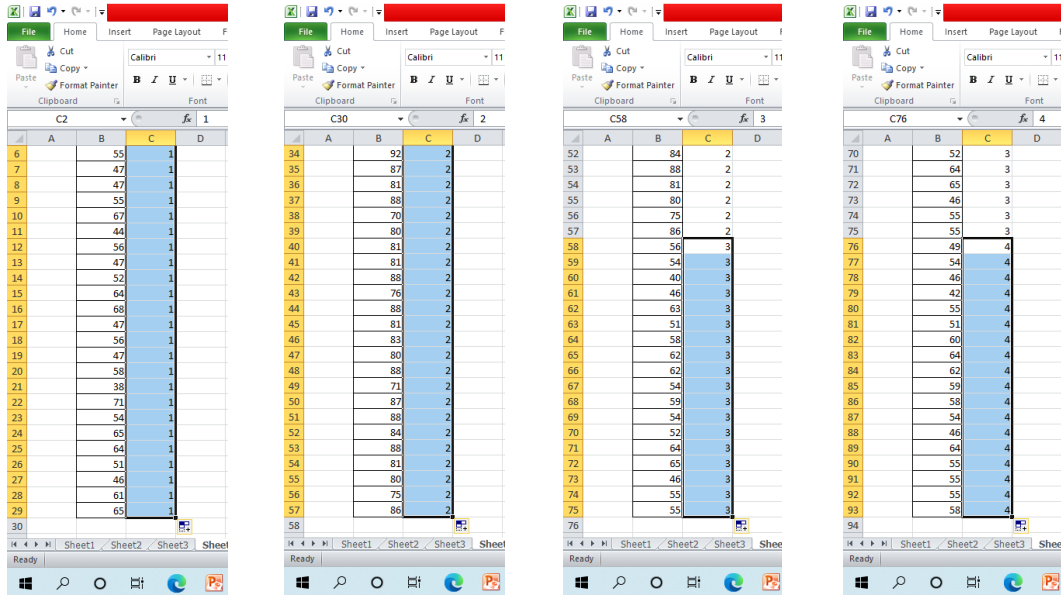 File Home Insert Page Layout F
Cut
Copy
Paste Format Painter
Calibri 11
B I U
Clipboard Font
C2 fx 1
A B C D
6 55 1
7 47 1
8 47 1
9 55 1
10 67 1
11 44 1
12 56 1
13 47 1
14 52 1
15 64 1
16 68 1
17 47 1
18 56 1
19 47 1
20 58 1
21 38 1
22 71 1
23 54 1
24 65 1
25 64 1
26 51 1
27 46 1
28 61 1
29 65 1
30
Sheet1 Sheet2 Sheet3 Sheet
Ready
File Home Insert Page Layout F
Cut
Copy
Paste Format Painter
Calibri 11
B I U
Clipboard Font
C30 fx 2
A B C D
34 92 2
35 87 2
36 81 2
37 88 2
38 70 2
39 80 2
40 81 2
41 81 2
42 88 2
43 76 2
44 88 2
45 81 2
46 83 2
47 80 2
48 88 2
49 71 2
50 87 2
51 88 2
52 84 2
53 88 2
54 81 2
55 80 2
56 75 2
57 86 2
58
Sheet1 Sheet2 Sheet3 Sheet
Ready
File Home Insert Page Layout
Cut
Copy
Paste Format Painter
Calibri 11
B I U
Clipboard Font
C58 fx 3
A B C D
52 84 2
53 88 2
54 81 2
55 80 2
56 75 2
57 86 2
58 56 3
59 54 3
60 40 3
61 46 3
62 63 3
63 51 3
64 58 3
65 62 3
66 62 3
67 54 3
68 59 3
69 54 3
70 52 3
71 64 3
72 65 3
73 46 3
74 55 3
75 55 3
76
Sheet1 Sheet2 Sheet3 Shee
Ready
File Home Insert Page Layout
Cut
Copy
Paste Format Painter
Calibri 11
B I U
Clipboard Font
C76 fx 4
A B C D
70 52 3
71 64 3
72 65 3
73 46 3
74 55 3
75 55 3
76 49 4
77 54 4
78 46 4
79 42 4
80 55 4
81 51 4
82 60 4
83 64 4
84 62 4
85 59 4
86 58 4
87 54 4
88 46 4
89 64 4
90 55 4
91 55 4
92 55 4
93 58 4
94
Sheet1 Sheet2 Sheet3 Shee
Ready